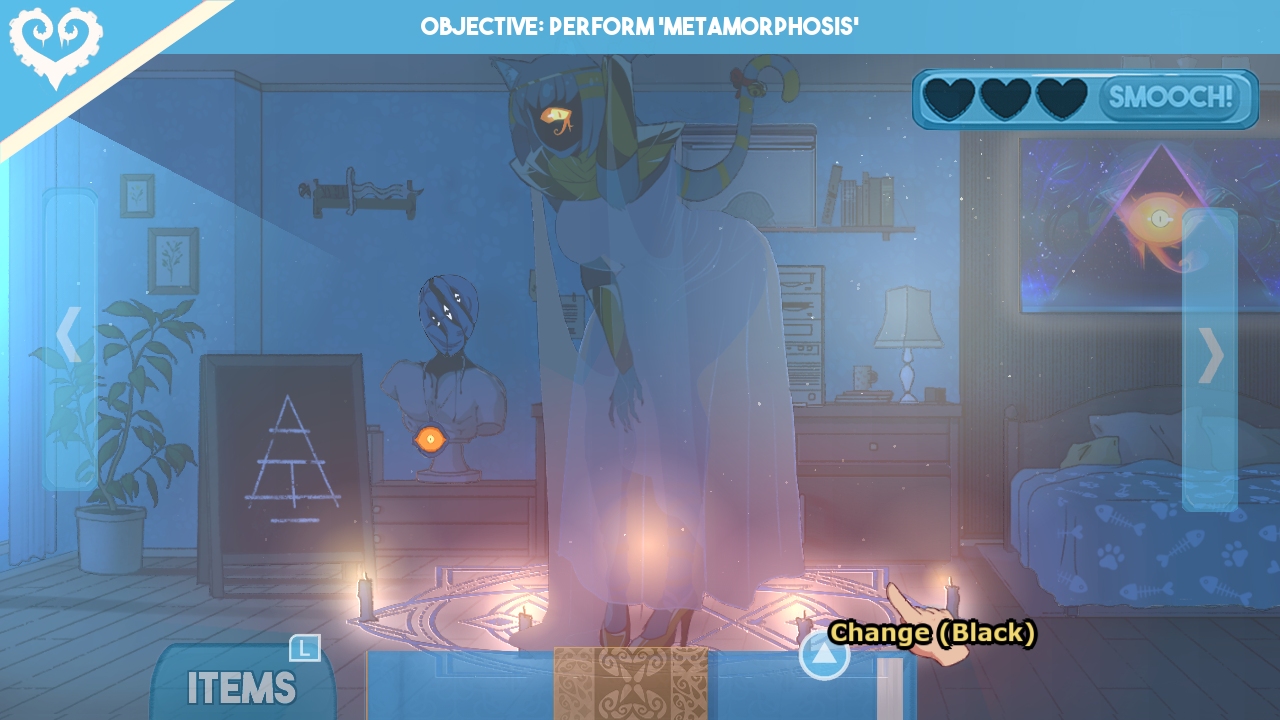 OBJECTIVE: PERFORM 'METAMORPHOSIS'
SMOOCH!
Change (Black)
L
ITEMS